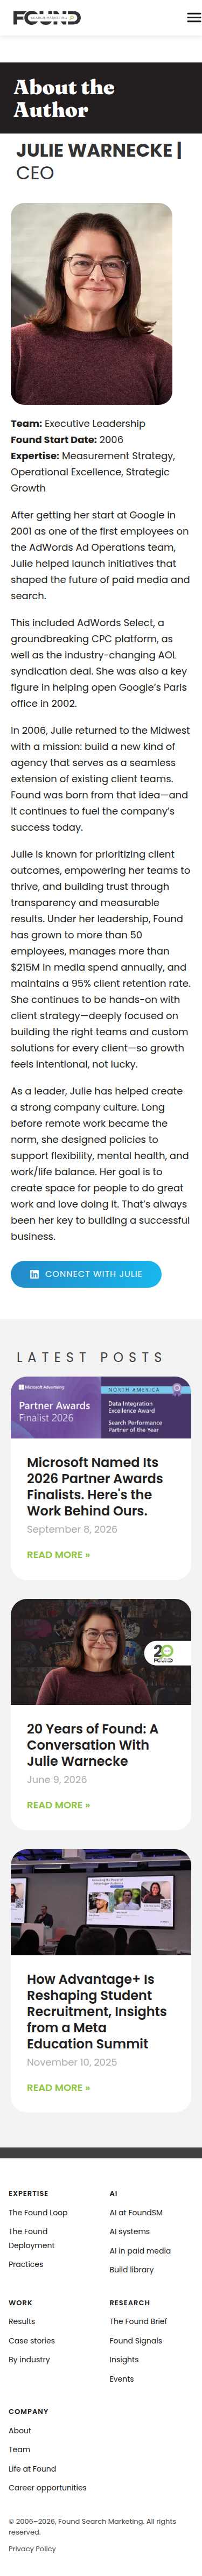 FOUND
SEARCH MARKETING
About the
Author
JULIE WARNECKE |
CEO
Team: Executive Leadership
Found Start Date: 2006
Expertise: Measurement Strategy,
Operational Excellence, Strategic
Growth
After getting her start at Google in
2001 as one of the first employees on
the AdWords Ad Operations team,
Julie helped launch initiatives that
shaped the future of paid media and
search.
This included AdWords Select, a
groundbreaking CPC platform, as
well as the industry-changing AOL
syndication deal. She was also a key
figure in helping open Google's Paris
office in 2002.
In 2006, Julie returned to the Midwest
with a mission: build a new kind of
agency that serves as a seamless
extension of existing client teams.
Found was born from that idea—and
it continues to fuel the company's
success today.
Julie is known for prioritizing client
outcomes, empowering her teams to
thrive, and building trust through
transparency and measurable
results. Under her leadership, Found
has grown to more than 50
employees, manages more than
$215M in media spend annually, and
maintains a 95% client retention rate.
She continues to be hands-on with
client strategy—deeply focused on
building the right teams and custom
solutions for every client—so growth
feels intentional, not lucky.
As a leader, Julie has helped create
a strong company culture. Long
before remote work became the
norm, she designed policies to
support flexibility, mental health, and
work/life balance. Her goal is to
create space for people to do great
work and love doing it. That's always
been her key to building a successful
business.
CONNECT WITH JULIE
LATEST POSTS
Microsoft Advertising
Partner Awards
Finalist 2026
NORTH AMERICA
Data Integration
Excellence Award
Search Performance
Partner of the Year
Microsoft Named Its
2026 Partner Awards
Finalists. Here's the
Work Behind Ours.
September 8, 2026
READ MORE »
20
FOUND
20 Years of Found: A
Conversation With
Julie Warnecke
June 9, 2026
READ MORE »
How Advantage+ Is
Reshaping Student
Recruitment, Insights
from a Meta
Education Summit
November 10, 2025
READ MORE »
EXPERTISE
The Found Loop
The Found
Deployment
Practices
AI
AI at FoundSM
AI systems
AI in paid media
Build library
WORK
Results
Case stories
By industry
RESEARCH
The Found Brief
Found Signals
Insights
Events
COMPANY
About
Team
Life at Found
Career opportunities
© 2006–2026, Found Search Marketing. All rights
reserved.
Privacy Policy